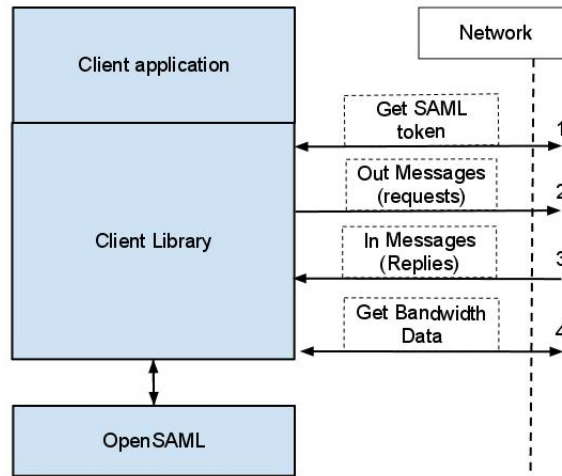 Client application
Network
Get SAML
token
1
Out Messages
(requests)
2
Client Library
In Messages
(Replies)
3
Get Bandwidth
Data
4
OpenSAML